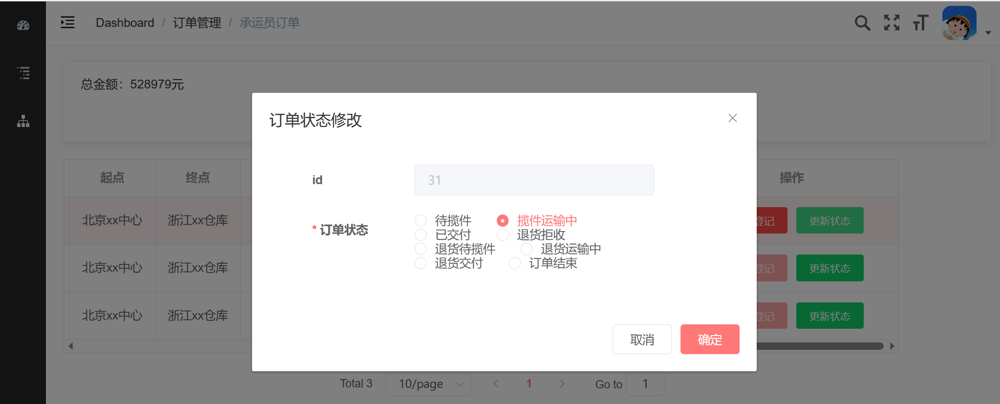 Dashboard / 订单管理 / 承运员订单
总金额：528979元
订单状态修改
id 31
* 订单状态
待揽件 揽件运输中
已交付 退货拒收
退货待揽件 退货运输中
退货交付 订单结束
取消 确定
起点 终点 操作
北京xx中心 浙江xx仓库 登记 更新状态
北京xx中心 浙江xx仓库 登记 更新状态
北京xx中心 浙江xx仓库 登记 更新状态
Total 3 10/page 1 Go to 1